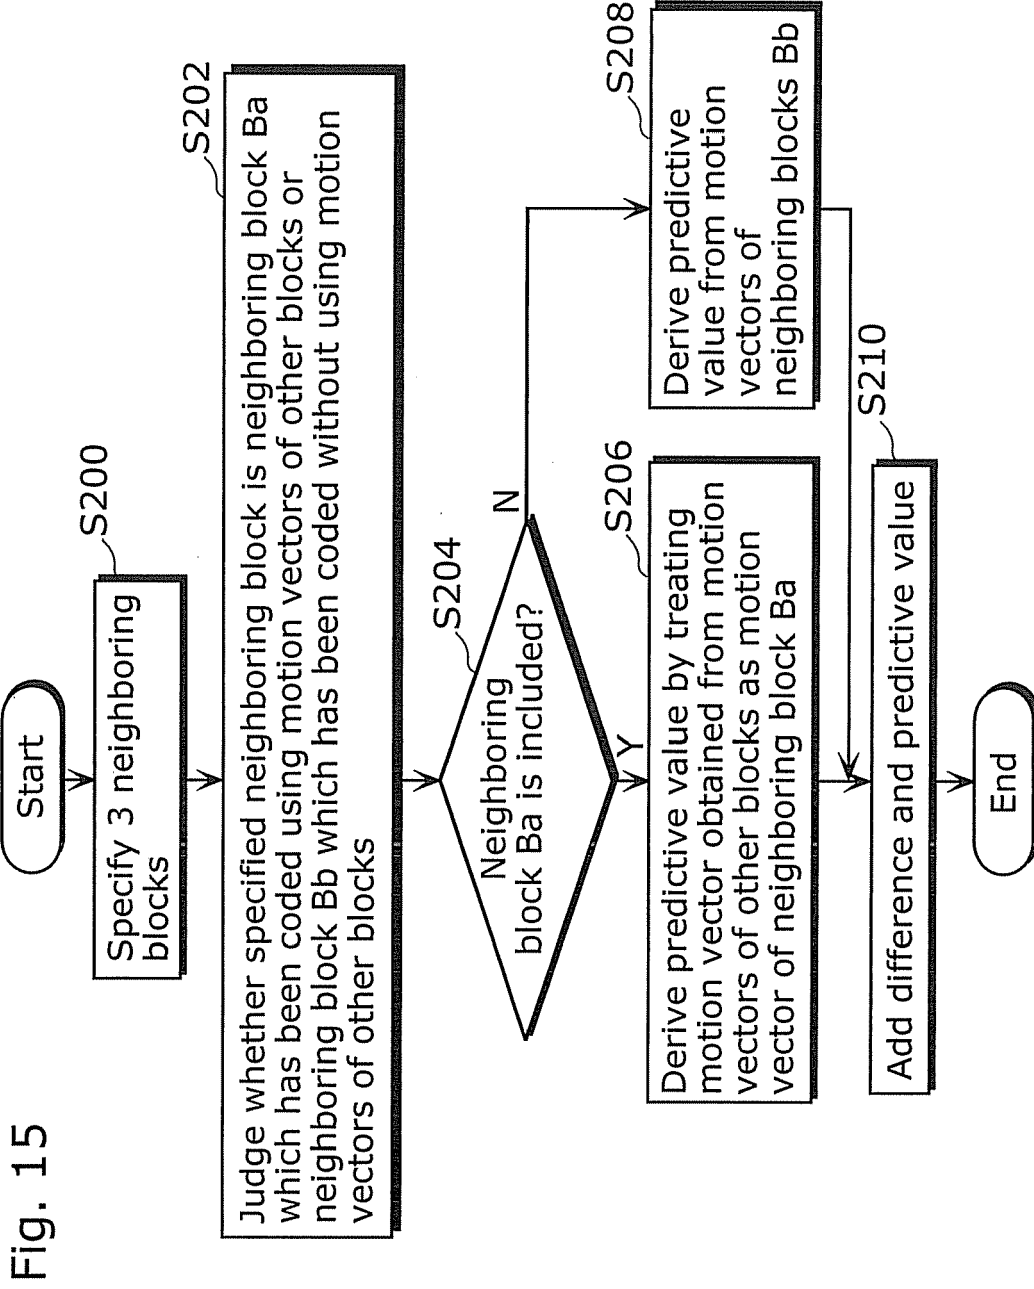 Fig. 15
Start
S200
Specify 3 neighboring
blocks
S202
Judge whether specified neighboring block is neighboring block Ba
which has been coded using motion vectors of other blocks or
neighboring block Bb which has been coded without using motion
vectors of other blocks
S204
Neighboring
block Ba is included?
N
Y
S206
Derive predictive value by treating
motion vector obtained from motion
vectors of other blocks as motion
vector of neighboring block Ba
S208
Derive predictive
value from motion
vectors of
neighboring blocks Bb
S210
Add difference and predictive value
End